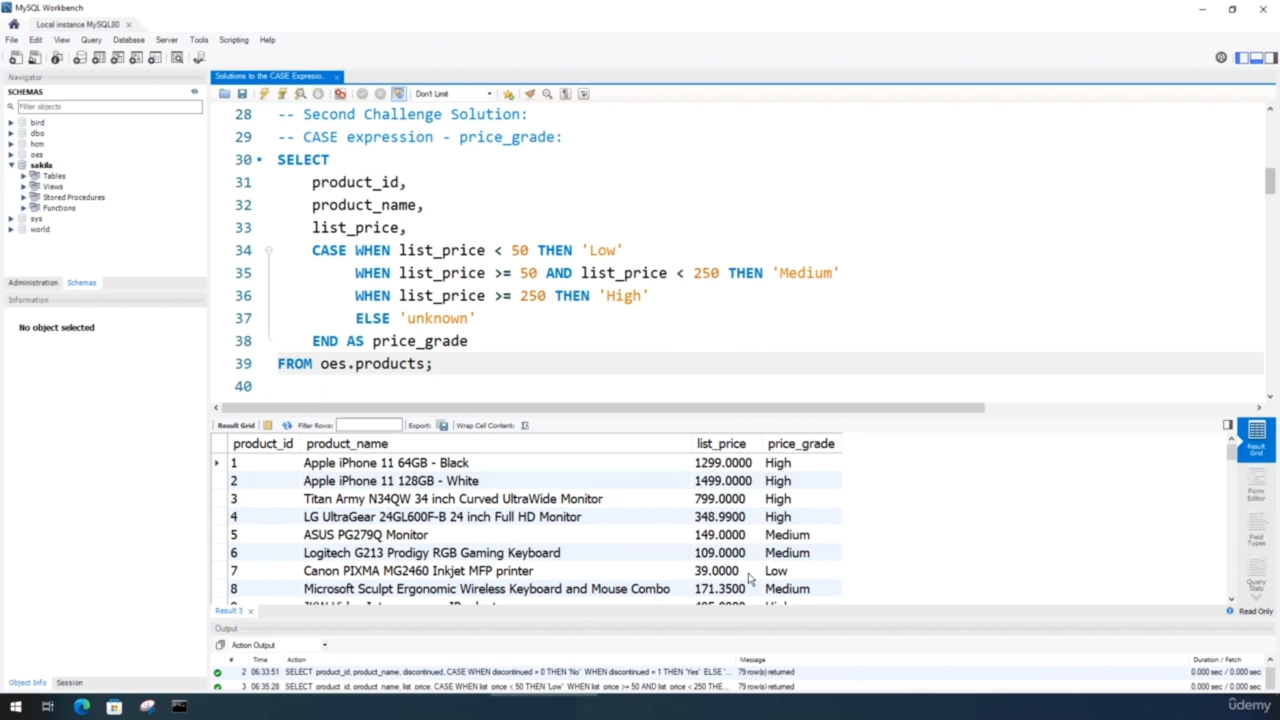 MySQL Workbench
Local instance MySQL80
File Edit View Query Database Server Tools Scripting Help
Navigator
SCHEMAS
Filter objects
bird
dbo
hcm
oes
sakila
Tables
Views
Stored Procedures
Functions
sys
world
Administration Schemas
Information
No object selected
Object Info Session
Solutions to the CASE Expresio...
Don't Limit
28 -- Second Challenge Solution:
29 -- CASE expression - price_grade:
30 SELECT
31 product_id,
32 product_name,
33 list_price,
34 CASE WHEN list_price < 50 THEN 'Low'
35 WHEN list_price >= 50 AND list_price < 250 THEN 'Medium'
36 WHEN list_price >= 250 THEN 'High'
37 ELSE 'unknown'
38 END AS price_grade
39 FROM oes.products;
40
Result Grid Filter Rows: Export: Wrap Cell Content:
product_id product_name list_price price_grade
1 Apple iPhone 11 64GB - Black 1299.0000 High
2 Apple iPhone 11 128GB - White 1499.0000 High
3 Titan Army N34QW 34 inch Curved UltraWide Monitor 799.0000 High
4 LG UltraGear 24GL600F-B 24 inch Full HD Monitor 348.9900 High
5 ASUS PG279Q Monitor 149.0000 Medium
6 Logitech G213 Prodigy RGB Gaming Keyboard 109.0000 Medium
7 Canon PIXMA MG2460 Inkjet MFP printer 39.0000 Low
8 Microsoft Sculpt Ergonomic Wireless Keyboard and Mouse Combo 171.3500 Medium
Result Grid
Form Editor
Field Types
Query Stats
Result 3
Read Only
Output
Action Output
# Time Action Message Duration / Fetch
2 06:33:51 SELECT product_id, product_name, discontinued, CASE WHEN discontinued = 0 THEN 'No' WHEN discontinued = 1 THEN 'Yes' ELSE '... 79 row(s) returned 0.000 sec / 0.000 sec
3 06:35:28 SELECT product_id, product_name, list_price, CASE WHEN list_price < 50 THEN 'Low' WHEN list_price >= 50 AND list_price < 250 THE... 79 row(s) returned 0.000 sec / 0.000 sec
ûdemy